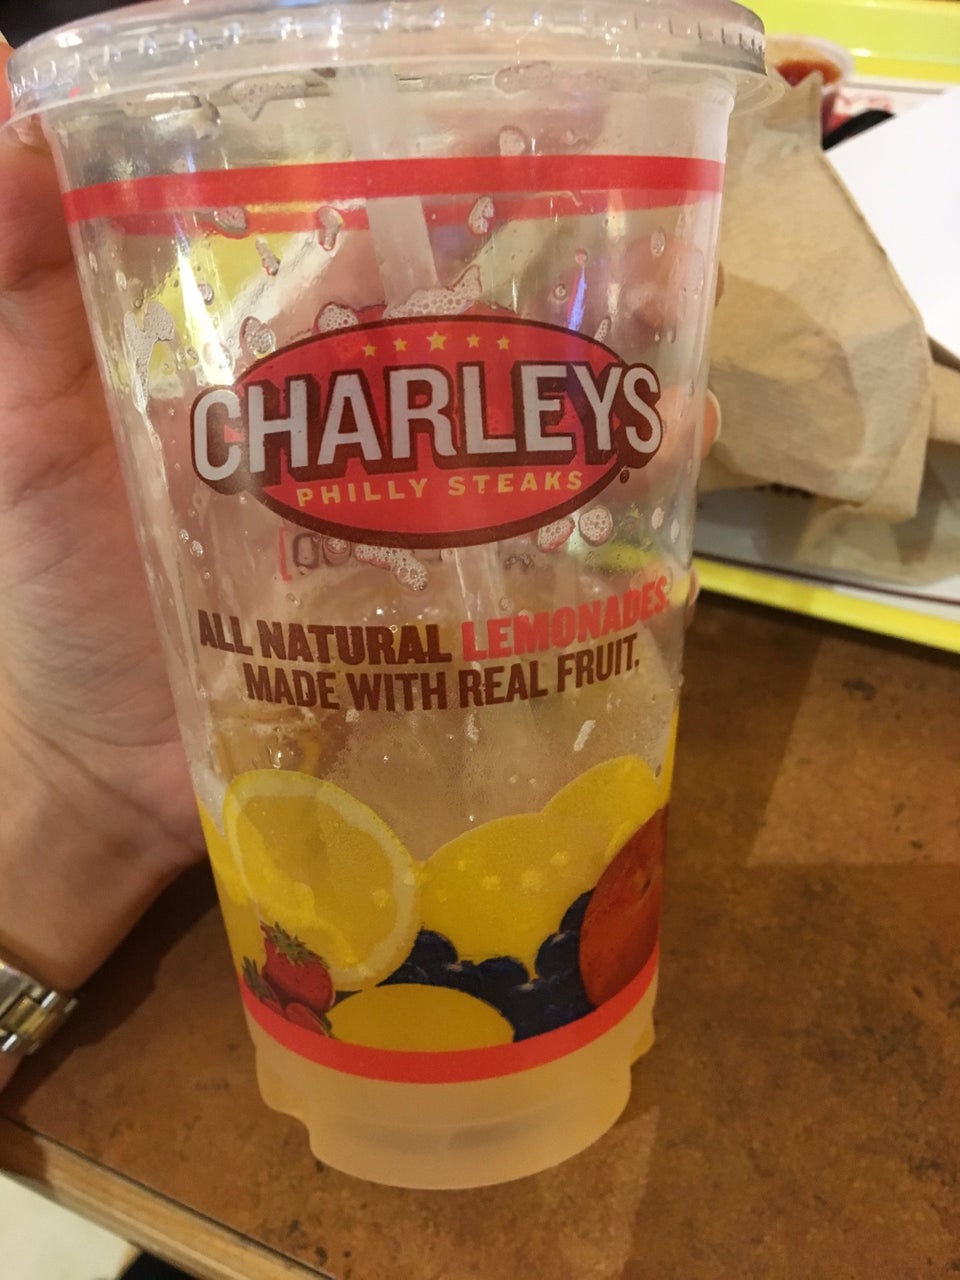 CHARLEYS
PHILLY STEAKS
ALL NATURAL LEMONADES.
MADE WITH REAL FRUIT.